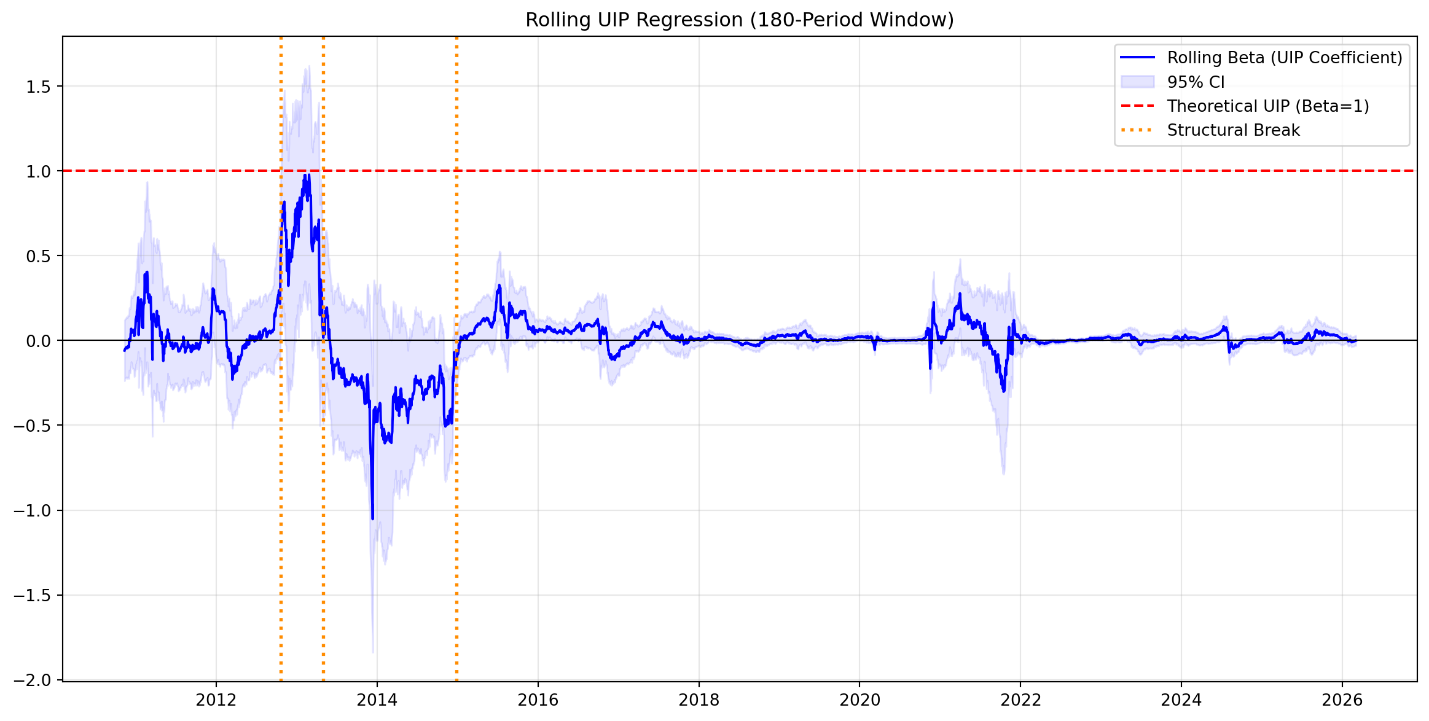 Rolling UIP Regression (180-Period Window)
Rolling Beta (UIP Coefficient)
95% CI
Theoretical UIP (Beta=1)
Structural Break
1.5
1.0
0.5
0.0
−0.5
−1.0
−1.5
−2.0
2012 2014 2016 2018 2020 2022 2024 2026